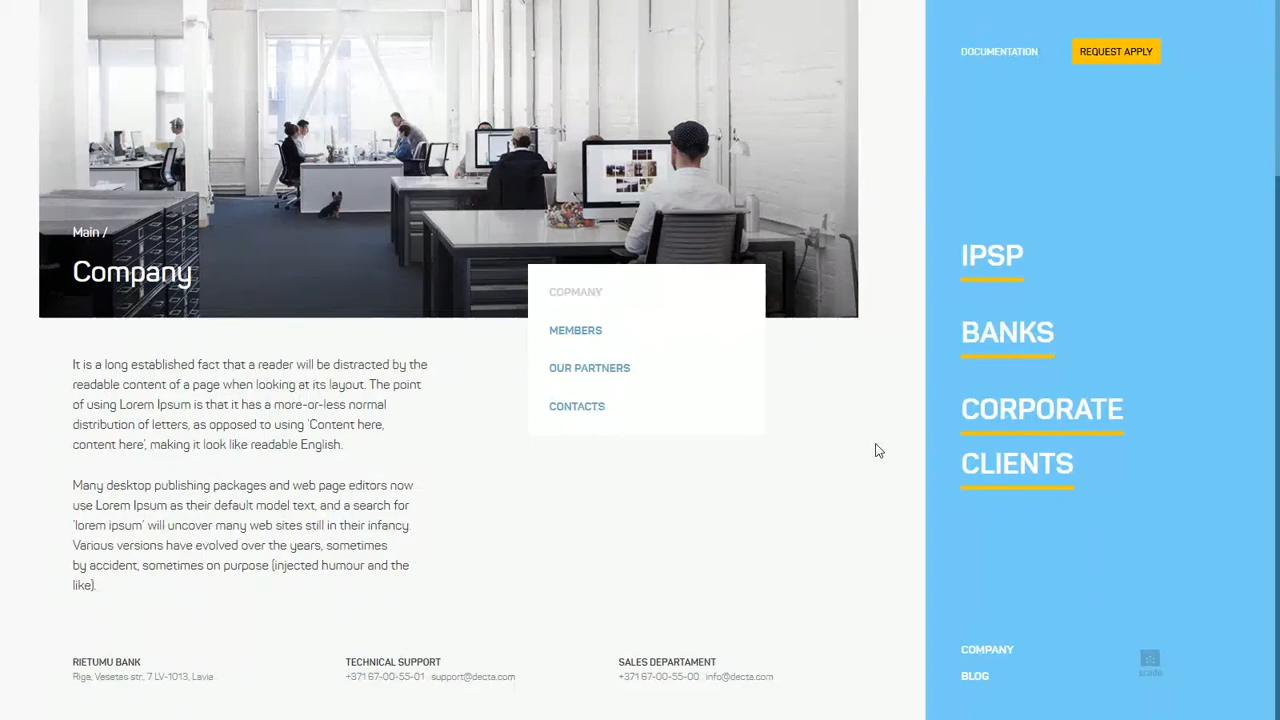 DOCUMENTATION
REQUEST APPLY
Main /
Company
COPMANY
MEMBERS
OUR PARTNERS
CONTACTS
It is a long established fact that a reader will be distracted by the
readable content of a page when looking at its layout. The point
of using Lorem Ipsum is that it has a more-or-less normal
distribution of letters, as opposed to using 'Content here,
content here', making it look like readable English.
Many desktop publishing packages and web page editors now
use Lorem Ipsum as their default model text, and a search for
'lorem ipsum' will uncover many web sites still in their infancy.
Various versions have evolved over the years, sometimes
by accident, sometimes on purpose (injected humour and the
like).
IPSP
BANKS
CORPORATE
CLIENTS
RIETUMU BANK
Riga, Vesetas str., 7 LV-1013, Lavia
TECHNICAL SUPPORT
+371 67-00-55-01 support@decta.com
SALES DEPARTAMENT
+371 67-00-55-00 info@decta.com
COMPANY
BLOG
scade